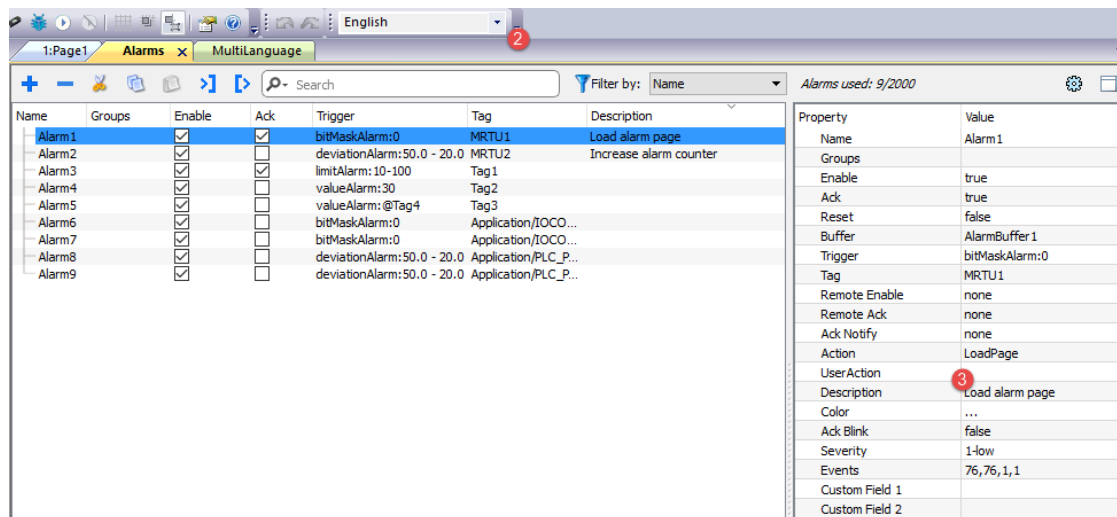 English
2
1:Page1 Alarms MultiLanguage
Search Filter by: Name Alarms used: 9/2000
Name Groups Enable Ack Trigger Tag Description
Alarm1 bitMaskAlarm:0 MRTU1 Load alarm page
Alarm2 deviationAlarm:50.0 - 20.0 MRTU2 Increase alarm counter
Alarm3 limitAlarm:10-100 Tag1
Alarm4 valueAlarm:30 Tag2
Alarm5 valueAlarm:@Tag4 Tag3
Alarm6 bitMaskAlarm:0 Application/IOCO...
Alarm7 bitMaskAlarm:0 Application/IOCO...
Alarm8 deviationAlarm:50.0 - 20.0 Application/PLC_P...
Alarm9 deviationAlarm:50.0 - 20.0 Application/PLC_P...
Property Value
Name Alarm1
Groups
Enable true
Ack true
Reset false
Buffer AlarmBuffer1
Trigger bitMaskAlarm:0
Tag MRTU1
Remote Enable none
Remote Ack none
Ack Notify none
Action LoadPage
UserAction
3
Description Load alarm page
Color ...
Ack Blink false
Severity 1-low
Events 76,76,1,1
Custom Field 1
Custom Field 2